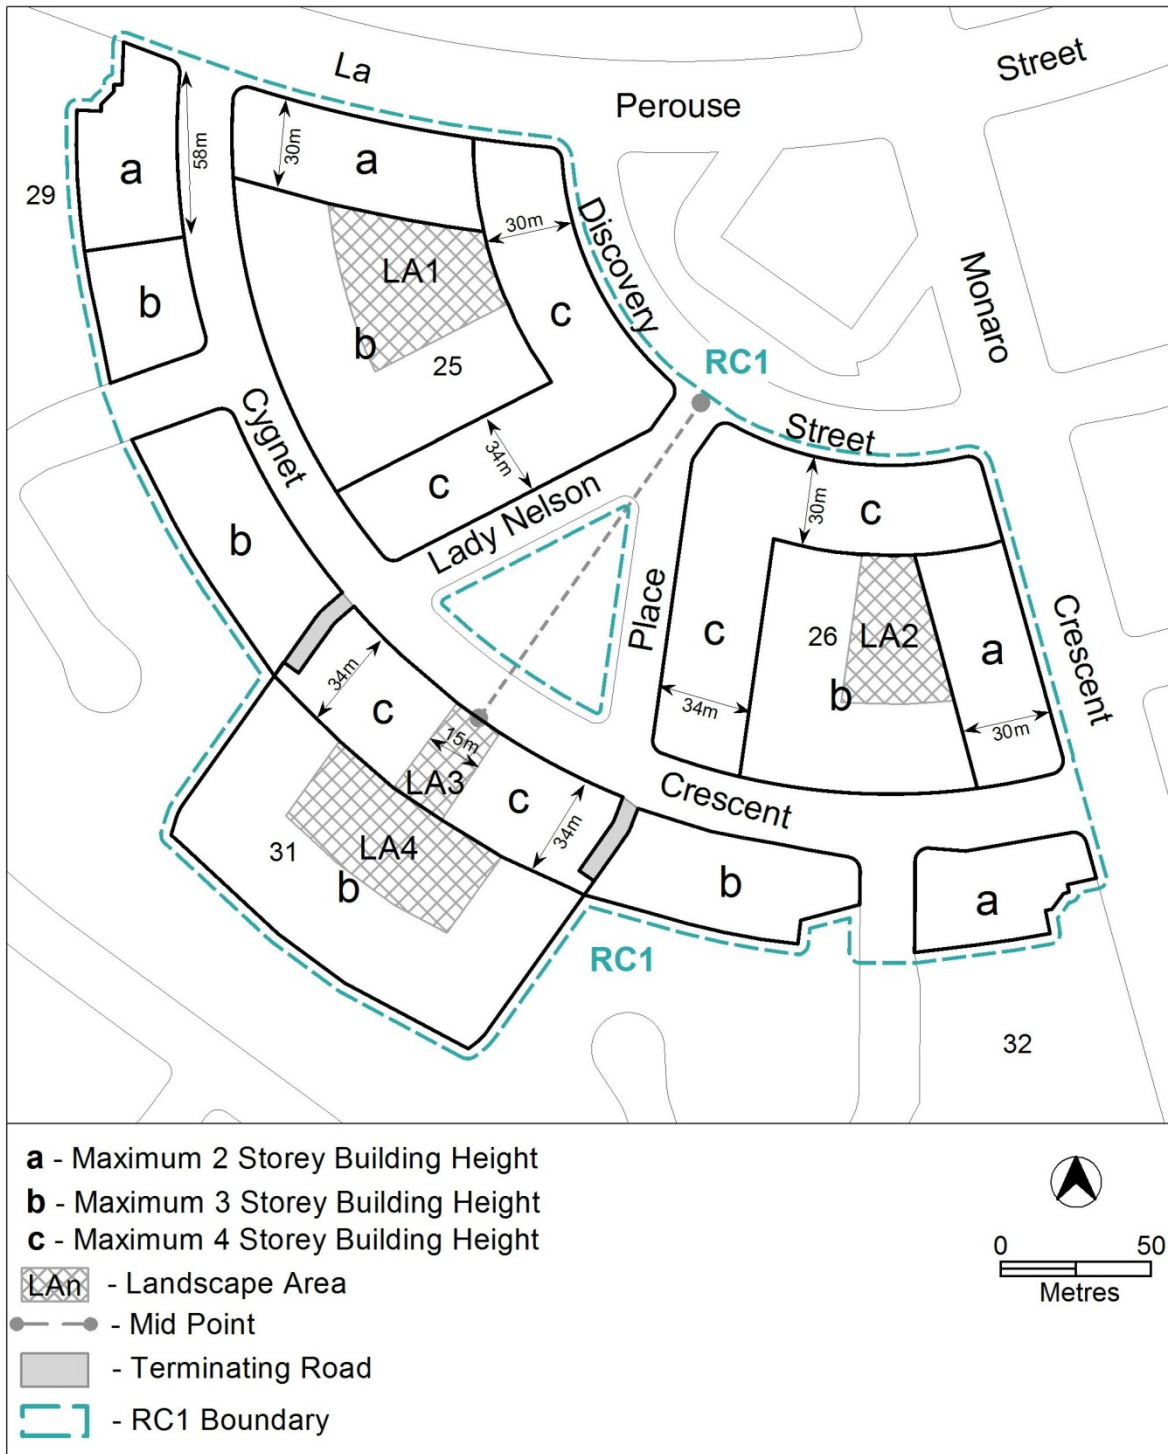 La
Perouse
Street
58m
30m
a
a
29
30m
Discovery
Monaro
LA1
b
c
b
25
RC1
Cygnet
34m
Street
c
30m
c
Lady Nelson
b
Place
c
26
LA2
a
Crescent
b
34m
c
34m
30m
15m
LA3
c
Crescent
34m
LA4
31
b
b
a
RC1
32
a - Maximum 2 Storey Building Height
b - Maximum 3 Storey Building Height
c - Maximum 4 Storey Building Height
LAn - Landscape Area
- Mid Point
- Terminating Road
- RC1 Boundary
0 50
Metres